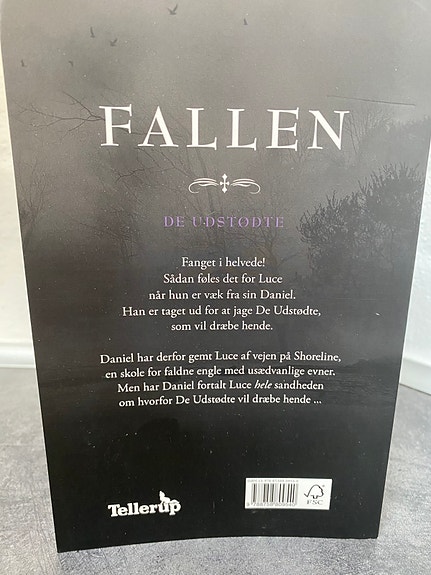 FALLEN
DE UDSTØDTE
Fanget i helvede!
Sådan føles det for Luce
når hun er væk fra sin Daniel.
Han er taget ud for at jage De Udstødte,
som vil dræbe hende.
Daniel har derfor gemt Luce af vejen på Shoreline,
en skole for faldne engle med usædvanlige evner.
Men har Daniel fortalt Luce hele sandheden
om hvorfor De Udstødte vil dræbe hende ...
Tellerup
FSC